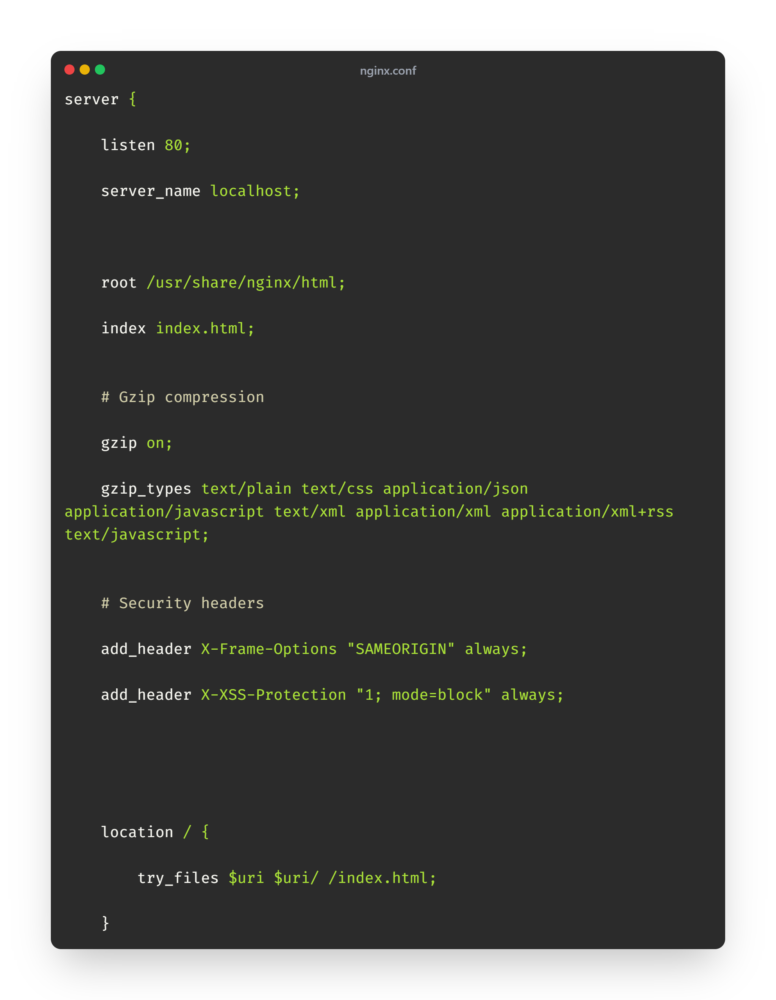 nginx.conf
server {
    listen 80;
    server_name localhost;
    root /usr/share/nginx/html;
    index index.html;
    # Gzip compression
    gzip on;
    gzip_types text/plain text/css application/json
application/javascript text/xml application/xml application/xml+rss
text/javascript;
    # Security headers
    add_header X-Frame-Options "SAMEORIGIN" always;
    add_header X-XSS-Protection "1; mode=block" always;
    location / {
        try_files $uri $uri/ /index.html;
    }